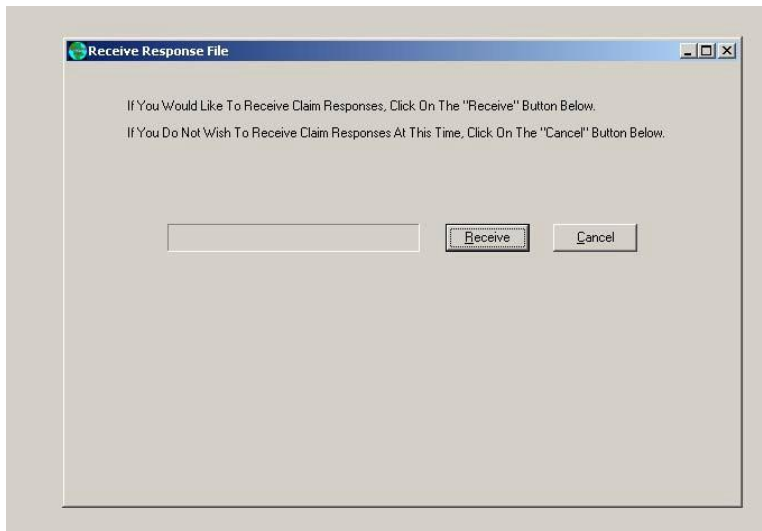 Receive Response File
If You Would Like To Receive Claim Responses, Click On The "Receive" Button Below.
If You Do Not Wish To Receive Claim Responses At This Time, Click On The "Cancel" Button Below.
Receive Cancel